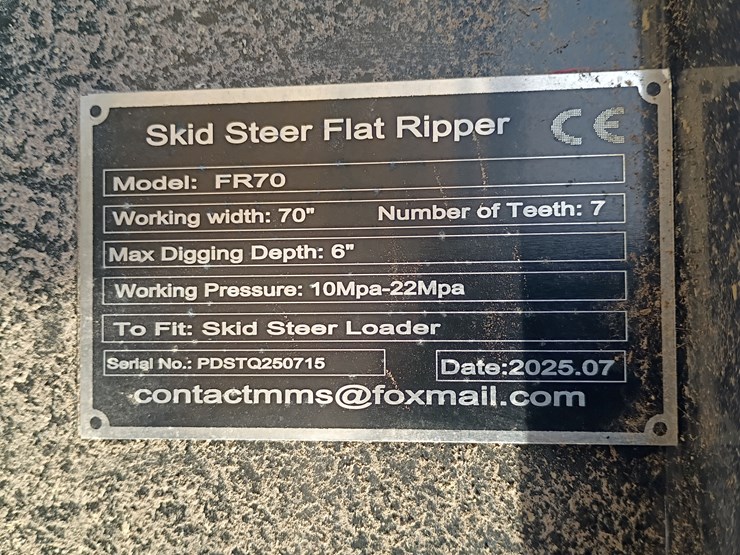 Skid Steer Flat Ripper CE
Model: FR70
Working width: 70" Number of Teeth: 7
Max Digging Depth: 6"
Working Pressure: 10Mpa-22Mpa
To Fit: Skid Steer Loader
Serial No.: PDSTQ250715 Date:2025.07
contactmms@foxmail.com